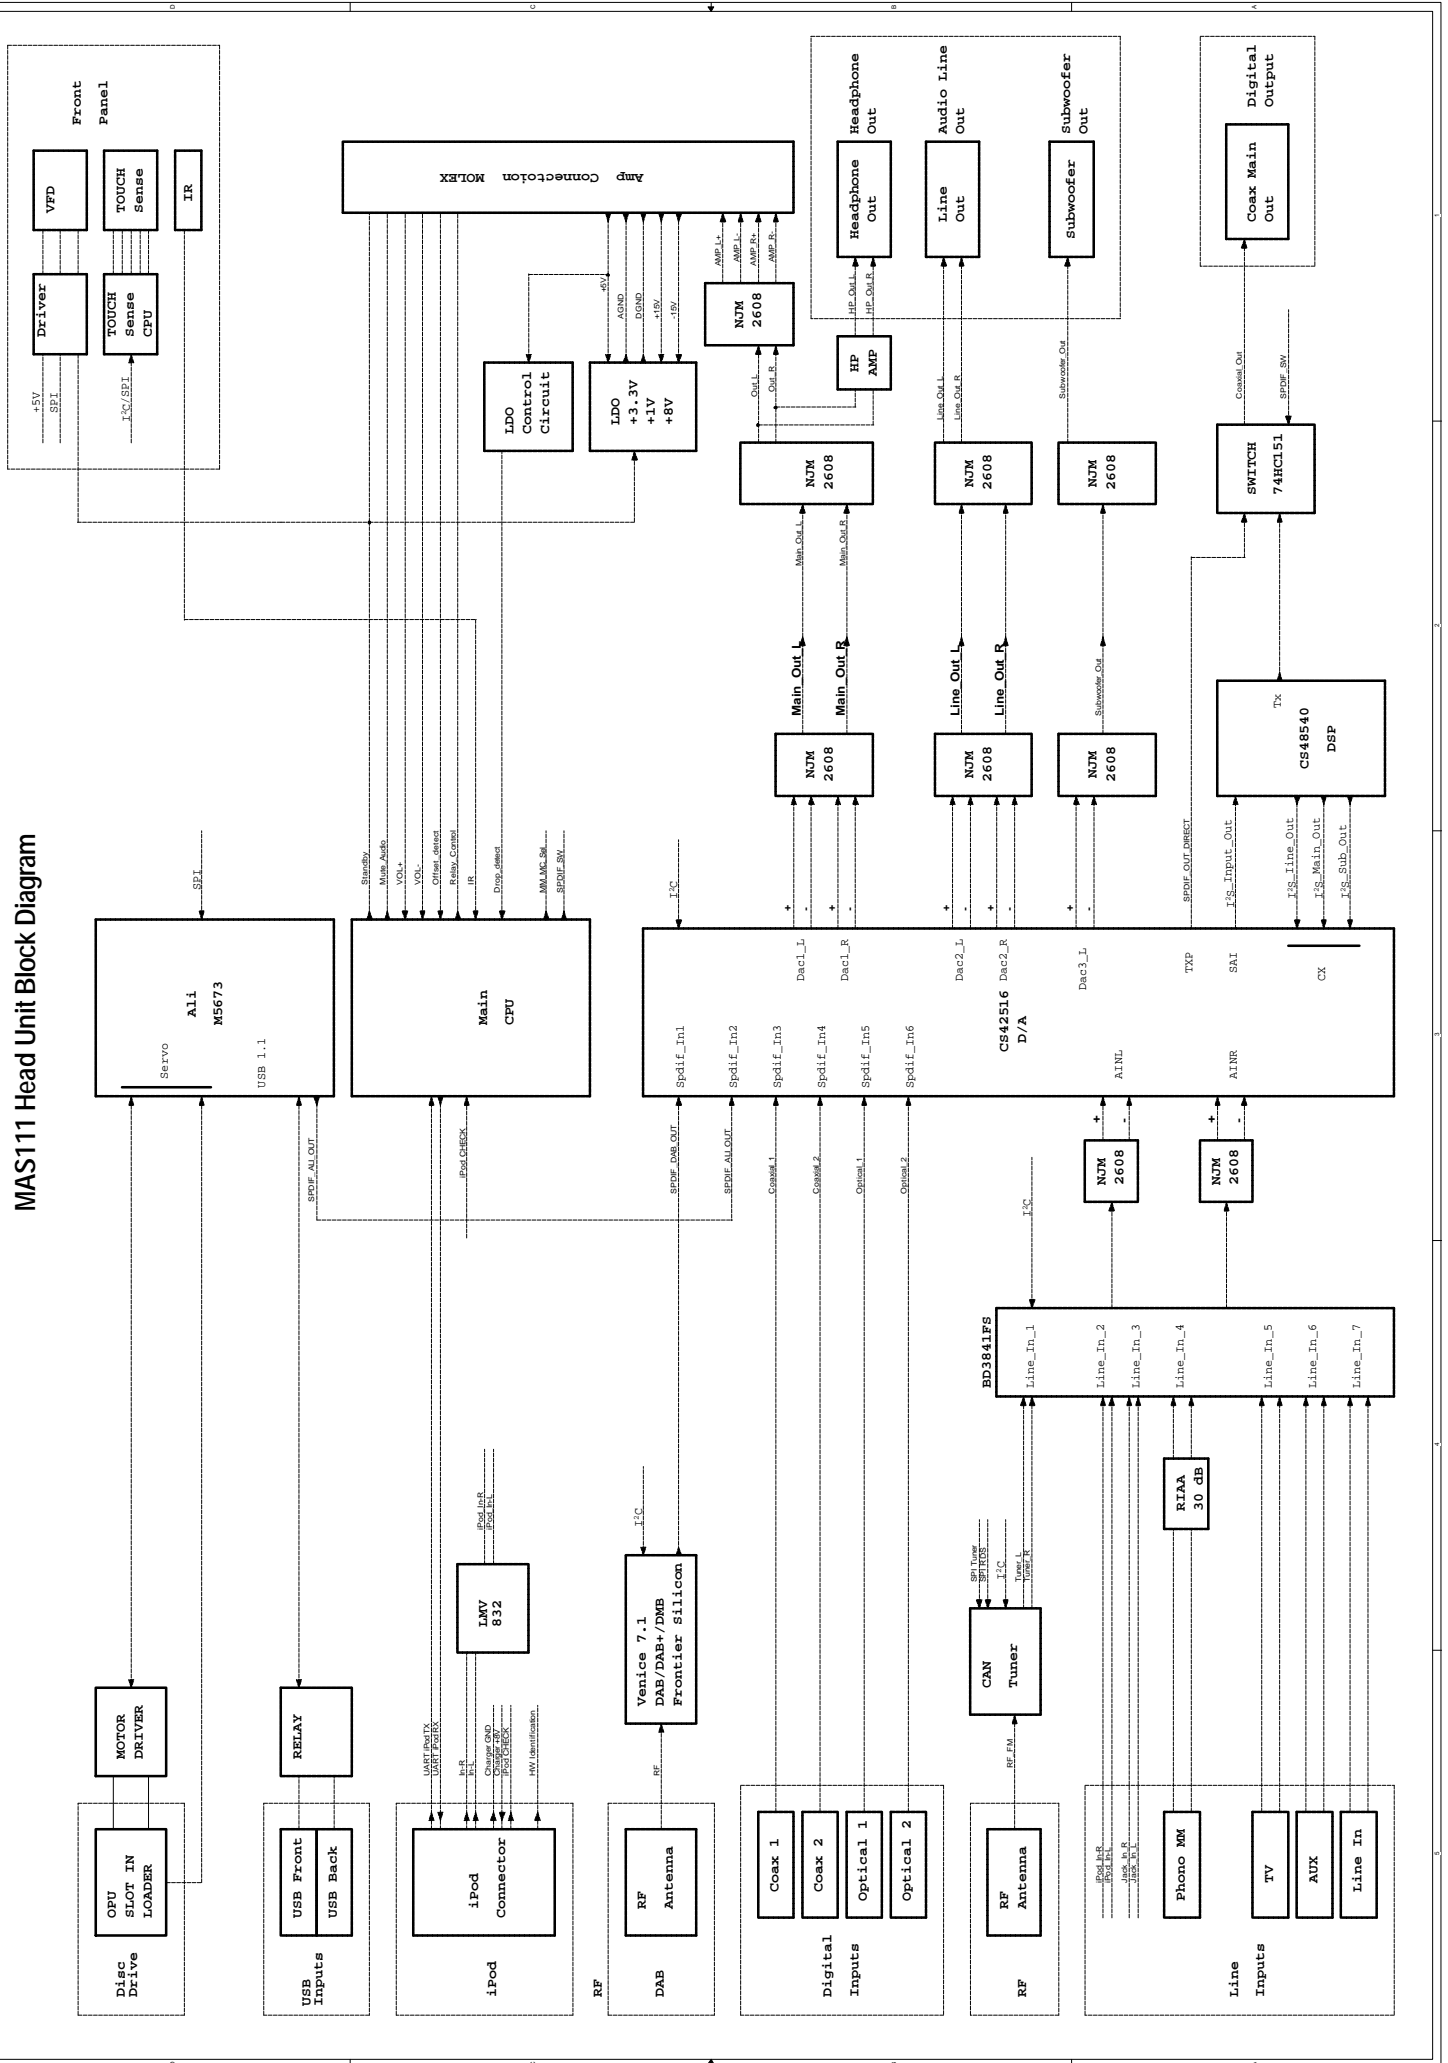 MAS111 Head Unit Block Diagram
Disc
Drive
OPU
SLOT IN
LOADER
MOTOR
DRIVER
Servo
Ali
M5673
USB 1.1
SPI
USB
Inputs
USB Front
USB Back
RELAY
SPDIF_ALI_OUT
+5V
SPI
Driver
VFD
Front
Panel
I²C/SPI
TOUCH
Sense
CPU
TOUCH
Sense
IR
iPod
iPod
Connector
UART iPod TX
UART iPod RX
In-R
In-L
Charger GND
Charger +8V
iPod CHECK
HW Identification
LMV
832
iPod_In-R
iPod_In-L
iPod CHECK
Main
CPU
Standby
Mute_Audio
VOL+
VOL-
Offset_detect
Relay_Control
IR
Drop_detect
MM_MC_Sel
SPDIF_SW
LDO
Control
Circuit
LDO
+3.3V
+1V
+8V
+5V
AGND
DGND
+15V
-15V
Amp Connectoion MOLEX
AMP_L+
AMP_L-
AMP_R+
AMP_R-
NJM
2608
Out_L
Out_R
RF
DAB
RF
Antenna
RF
Venice 7.1
DAB/DAB+/DMB
Frontier Silicon
I²C
SPDIF_DAB_OUT
SPDIF_ALI_OUT
Coaxial_1
Coaxial_2
Optical_1
Optical_2
Digital
Inputs
Coax 1
Coax 2
Optical 1
Optical 2
Spdif_In1
Spdif_In2
Spdif_In3
Spdif_In4
Spdif_In5
Spdif_In6
CS42516
D/A
I²C
Dac1_L
Dac1_R
Dac2_L
Dac2_R
Dac3_L
TXP
SAI
CX
AINL
AINR
+
-
+
-
+
-
+
-
+
-
NJM
2608
Main_Out_L
Main_Out_R
Main_Out_L
Main_Out_R
NJM
2608
HP
AMP
HP_Out_L
HP_Out_R
Headphone
Out
Headphone
Out
NJM
2608
Line_Out_L
Line_Out_R
NJM
2608
Line_Out_L
Line_Out_R
Line
Out
Audio Line
Out
NJM
2608
Subwoofer_Out
NJM
2608
Subwoofer_Out
Subwoofer
Subwoofer
Out
SPDIF_OUT_DIRECT
I²S_Input_Out
I²S_Iine_Out
I²S_Main_Out
I²S_Sub_Out
Tx
CS48540
DSP
SWITCH
74HC151
Coaxial_Out
SPDIF_SW
Coax Main
Out
Digital
Output
RF
RF
Antenna
RF_FM
CAN
Tuner
SPI Tuner
SPI RDS
I²C
Tuner_L
Tuner_R
BD3841FS
I²C
Line_In_1
Line_In_2
Line_In_3
Line_In_4
Line_In_5
Line_In_6
Line_In_7
NJM
2608
+
-
NJM
2608
+
-
Line
Inputs
iPod_In-R
iPod_In-L
Jack_In_R
Jack_In_L
Phono MM
RIAA
30 dB
TV
AUX
Line In
D
C
B
A
1
2
3
4
5